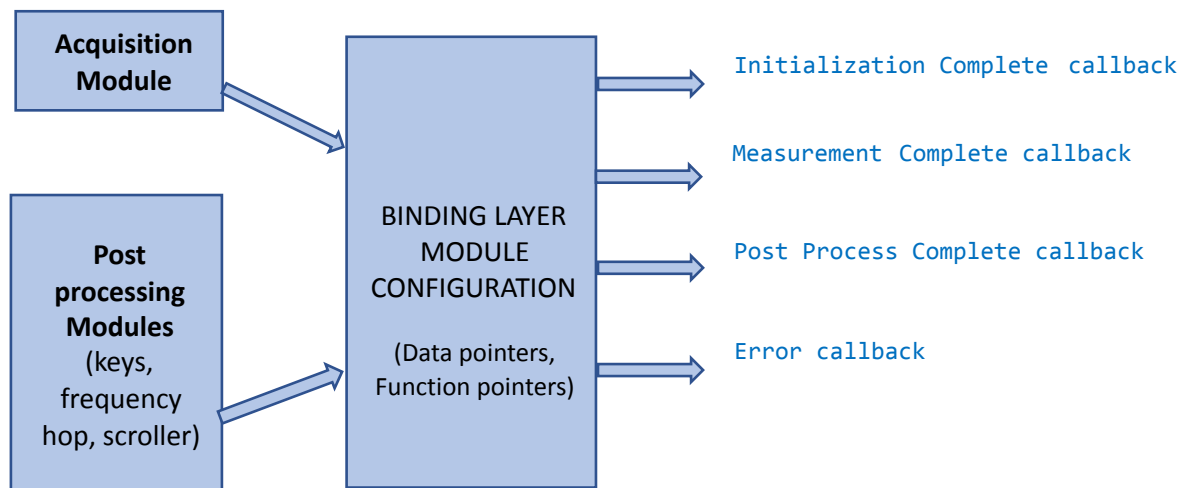 Acquisition
Module
Post
processing
Modules
(keys,
frequency
hop, scroller)
BINDING LAYER
MODULE
CONFIGURATION
(Data pointers,
Function pointers)
Initialization Complete callback
Measurement Complete callback
Post Process Complete callback
Error callback